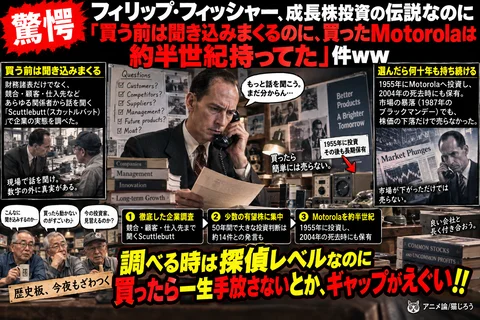 驚愕
フィリップ・フィッシャー、成長株投資の伝説なのに
「買う前は聞き込みまくるのに、買ったMotorolaは
約半世紀持ってた」件ww
買う前は聞き込みまくる
財務諸表だけでなく、
競合・顧客・仕入先など
あらゆる関係者から話を聞く
「Scuttlebutt（スカットルバット）」
で企業の実態を調べた。
現場で話を聞け。
数字の外に真実がある。
Questions
Customers?
Competitors?
Suppliers?
Management?
Future products?
Moat?
もっと話を聞こう。
まだ分からん…
Better
Products
A Brighter
Tomorrow
買ったら
簡単には売らない。
1955年に投資
その後も長期保有
Companies
Management
Innovation
Long-term Growth
選んだら何十年も持ち続ける
1955年にMotorolaへ投資し、
2004年の死去時にも保有。
市場の暴落（1987年の
ブラックマンデー）でも、
株価の下落だけで売らなかった。
Market Plunges
市場が下がっただけでは
売らない。
こんなに
聞き込みするのか…
買ったら動かない
のがすごいわ
今の投資家、
見習えるのか？
歴史板、今夜もざわつく
1 徹底した企業調査
競合・顧客・仕入先まで
聞くScuttlebutt
2 少数の有望株に集中
50年間で大きな投資判断は
約14件との発言も
3 Motorolaを約半世紀
1955年に投資し、
2004年の死去時にも保有
良い会社と
長く付き合おう。
COMMON STOCKS
AND
UNCOMMON PROFITS
調べる時は探偵レベルなのに
買ったら一生手放さないとか、ギャップがえぐい!!
アニメ論/猫じろう